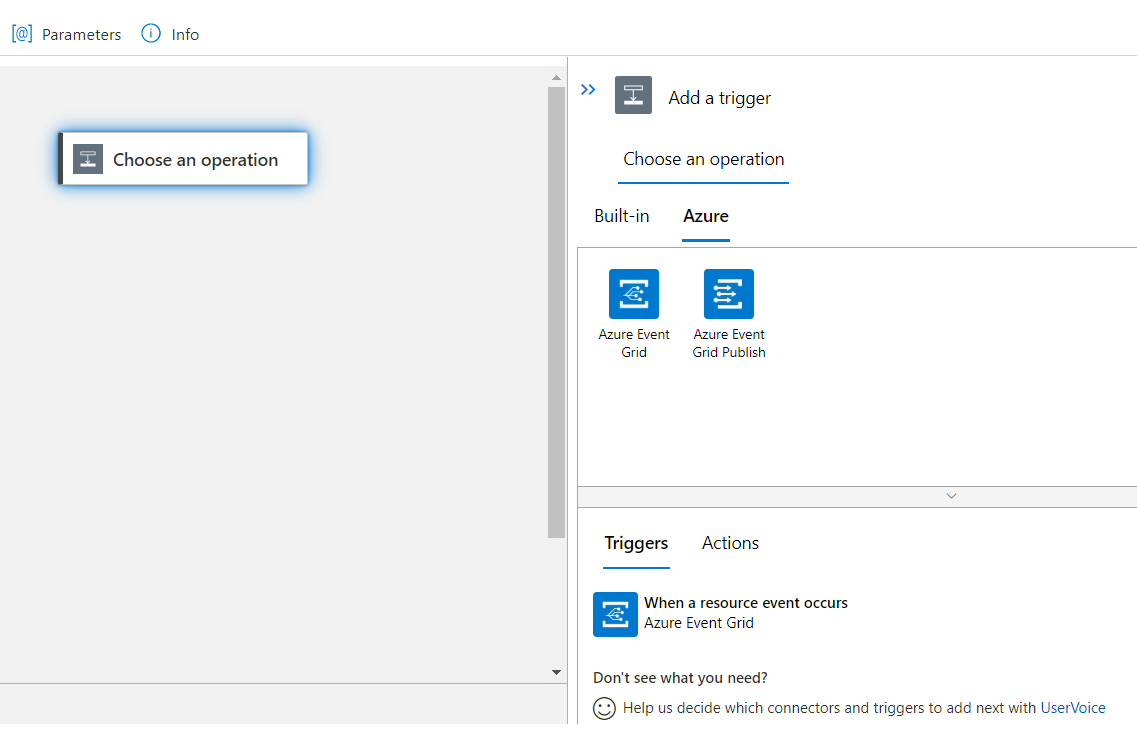 [@] Parameters
Info
Choose an operation
Add a trigger
Choose an operation
Built-in
Azure
Azure Event
Grid
Azure Event
Grid Publish
Triggers
Actions
When a resource event occurs
Azure Event Grid
Don't see what you need?
Help us decide which connectors and triggers to add next with UserVoice